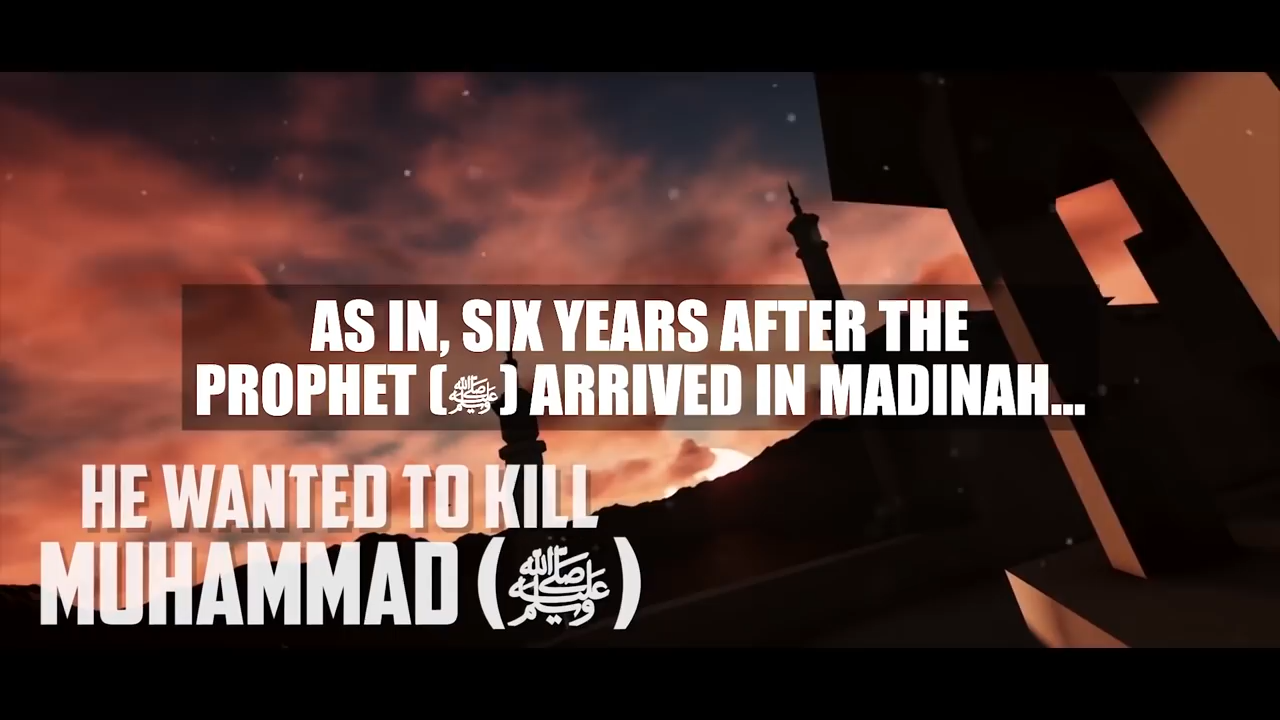 AS IN, SIX YEARS AFTER THE
PROPHET (ﷺ) ARRIVED IN MADINAH...
HE WANTED TO KILL
MUHAMMAD (ﷺ)